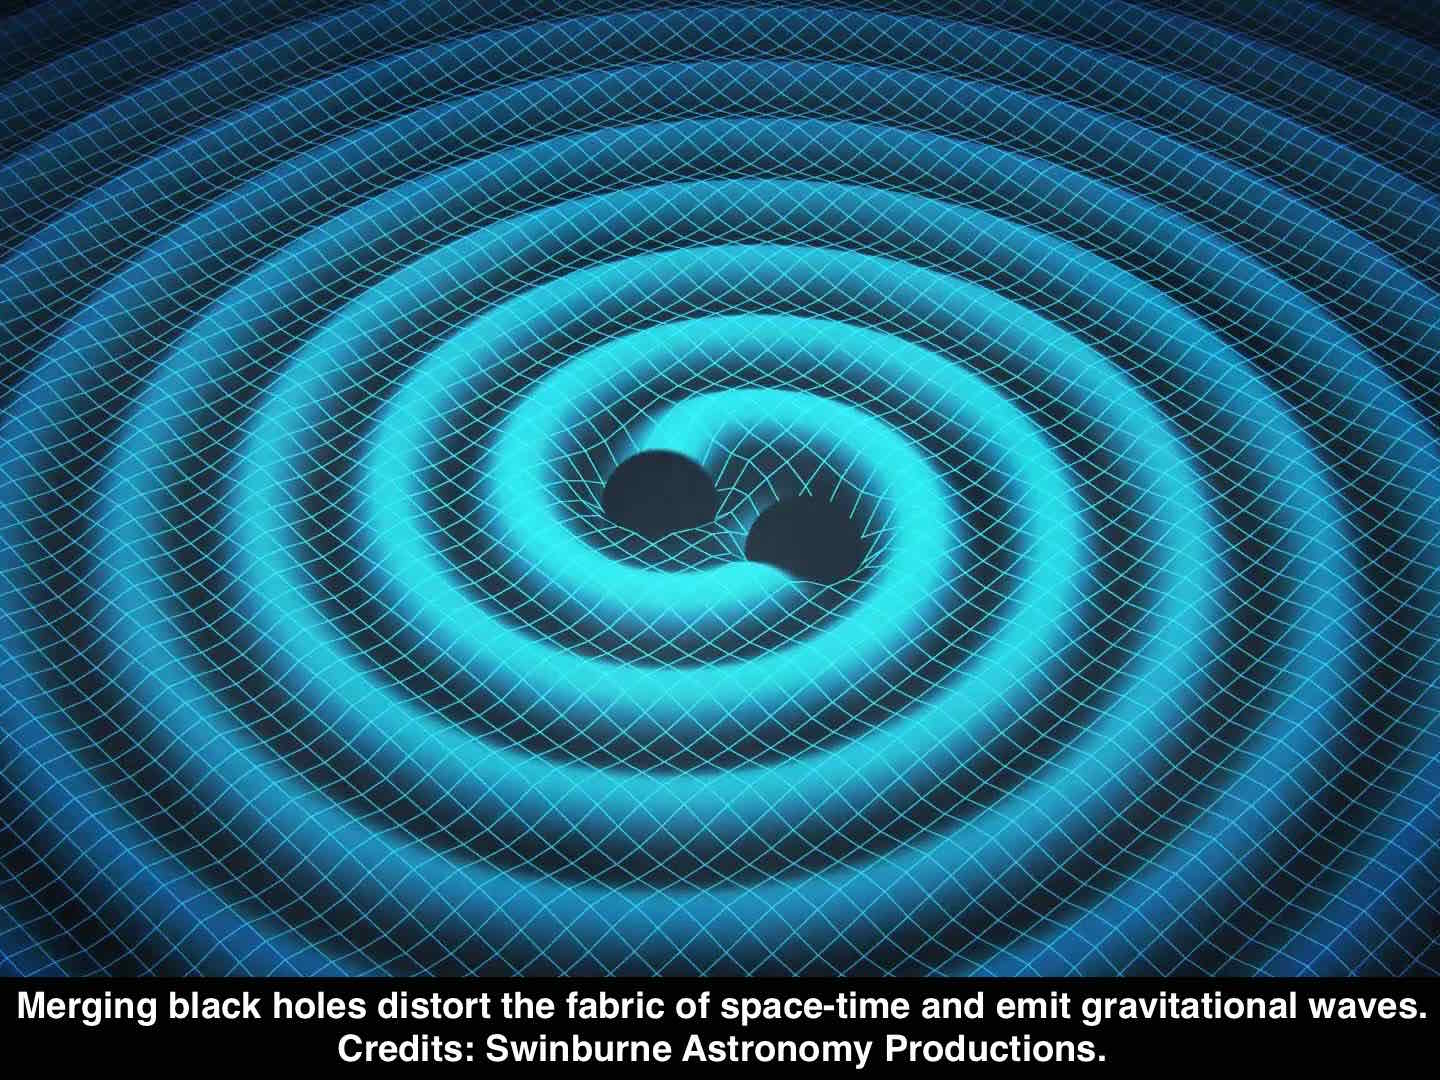 Merging black holes distort the fabric of space-time and emit gravitational waves.
Credits: Swinburne Astronomy Productions.